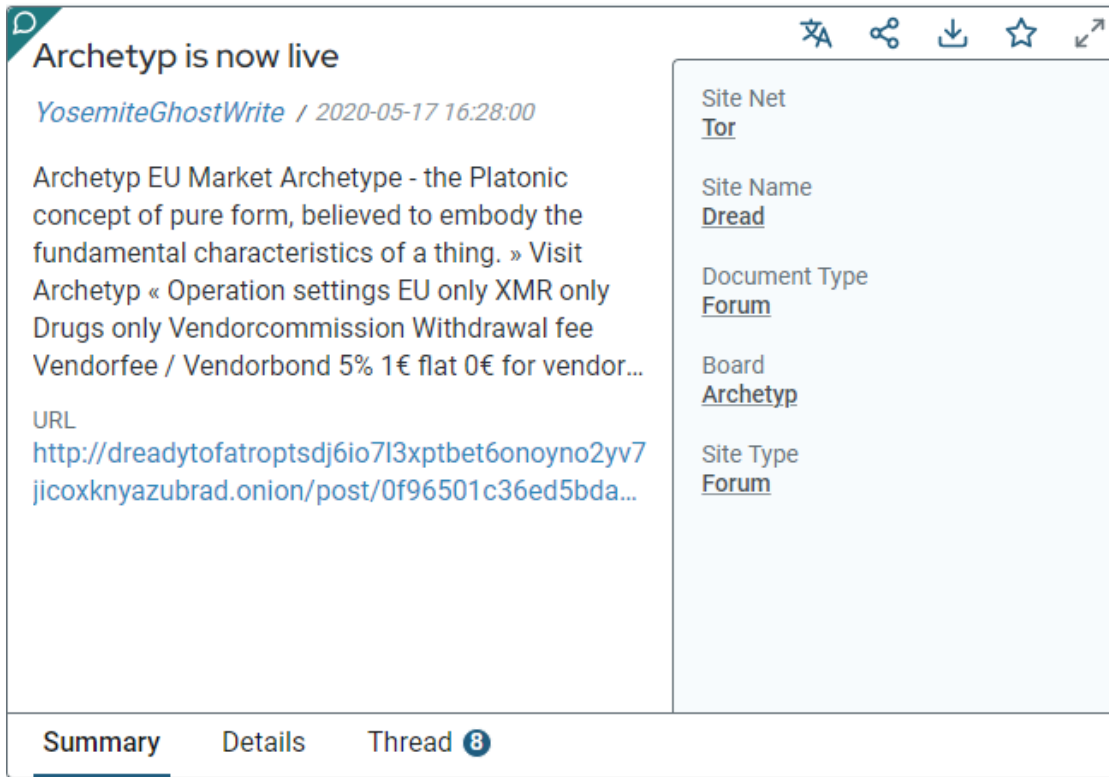 Archetyp is now live
YosemiteGhostWrite / 2020-05-17 16:28:00
Archetyp EU Market Archetype - the Platonic
concept of pure form, believed to embody the
fundamental characteristics of a thing. » Visit
Archetyp « Operation settings EU only XMR only
Drugs only Vendorcommission Withdrawal fee
Vendorfee / Vendorbond 5% 1€ flat 0€ for vendor...
URL
http://dreadytofatroptsdj6io7l3xptbet6onoyno2yv7
jicoxknyazubrad.onion/post/0f96501c36ed5bda...
Site Net
Tor
Site Name
Dread
Document Type
Forum
Board
Archetyp
Site Type
Forum
Summary Details Thread 8